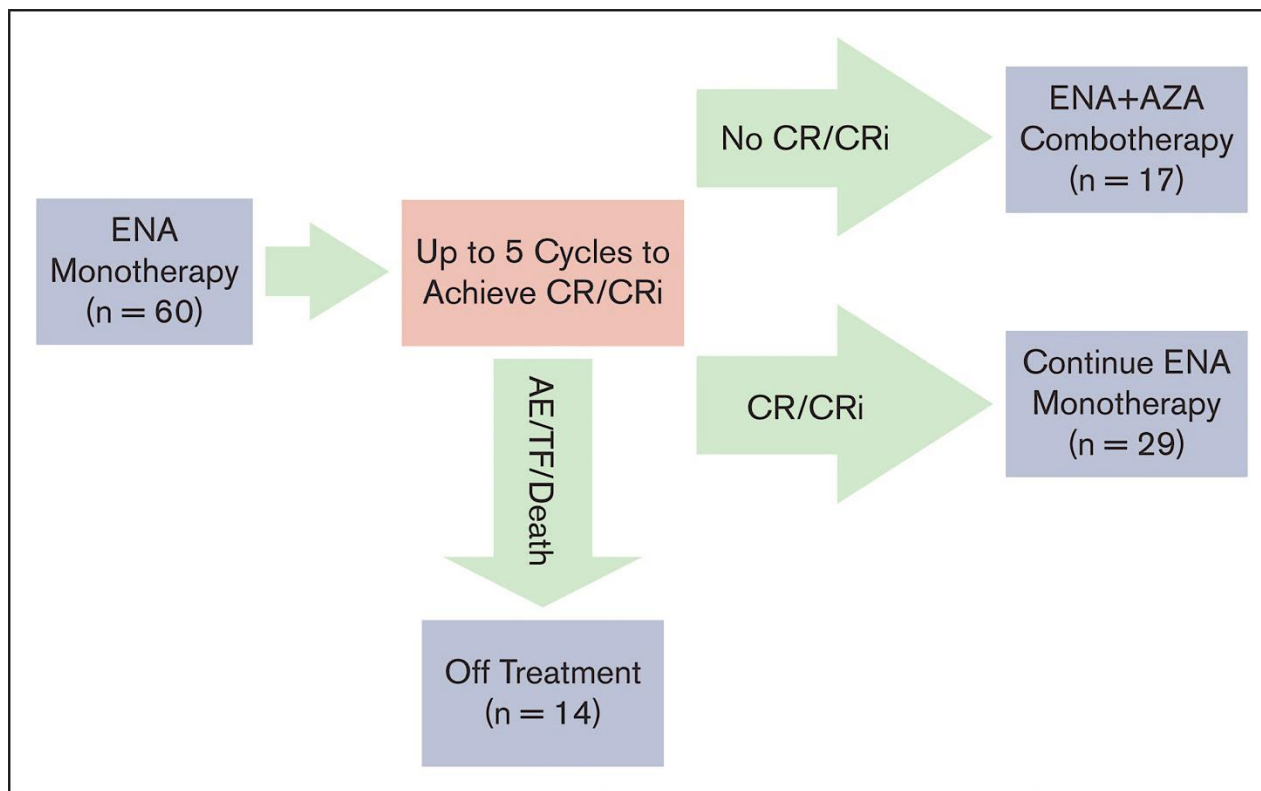 ENA
Monotherapy
(n = 60)
Up to 5 Cycles to
Achieve CR/CRi
No CR/CRi
ENA+AZA
Combotherapy
(n = 17)
CR/CRi
Continue ENA
Monotherapy
(n = 29)
AE/TF/Death
Off Treatment
(n = 14)